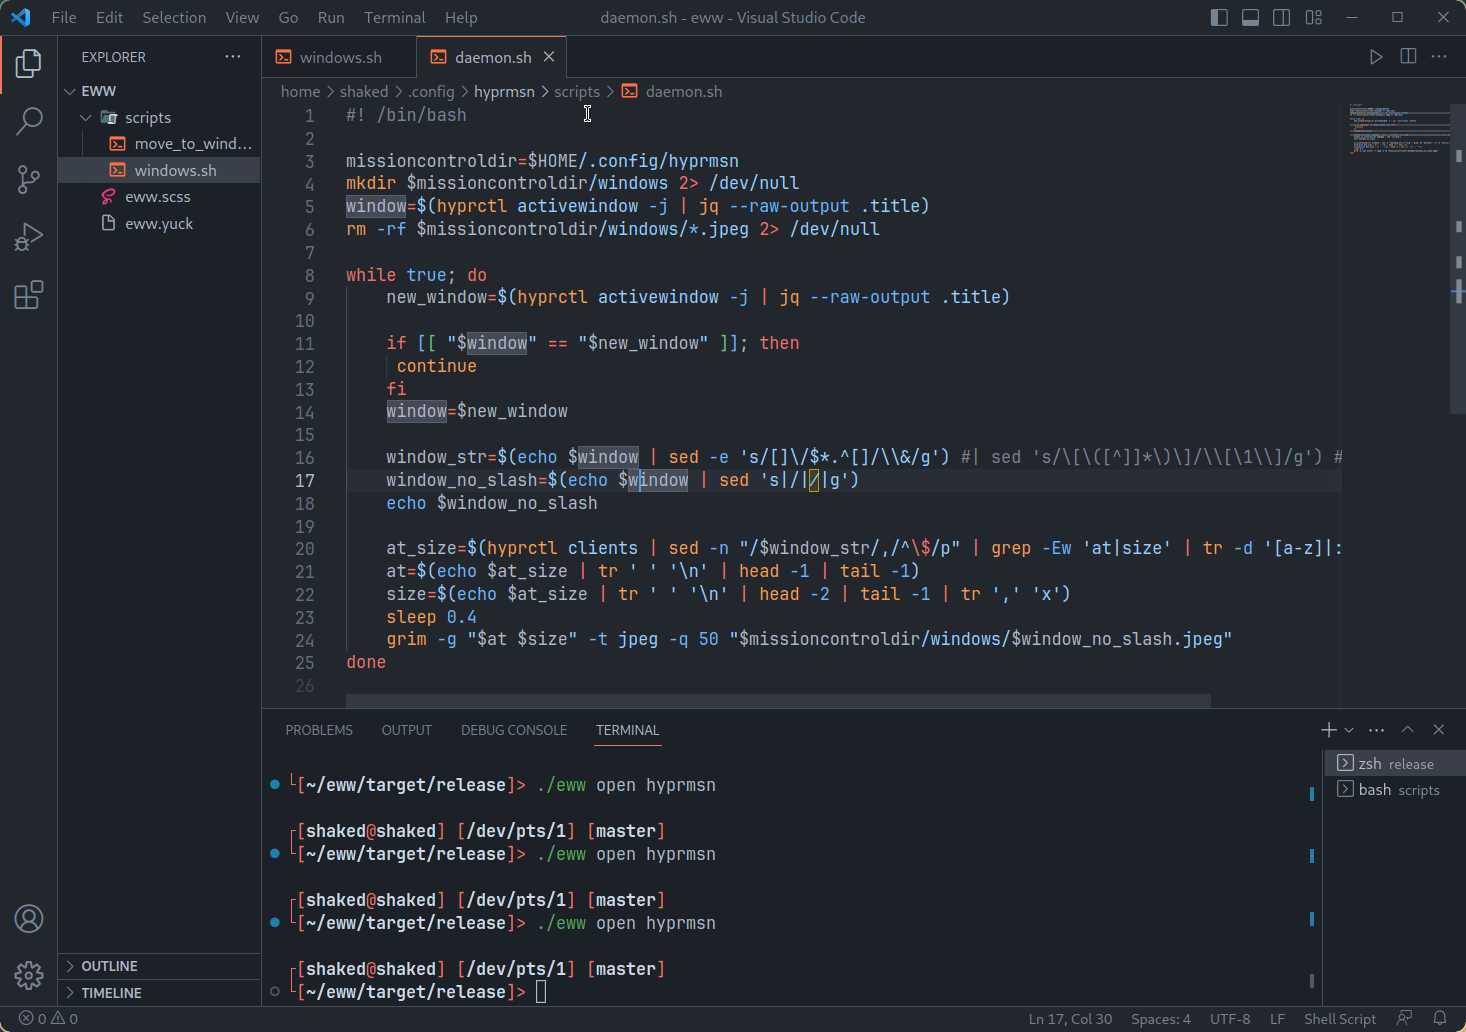 File Edit Selection View Go Run Terminal Help daemon.sh - eww - Visual Studio Code
EXPLORER
EWW
scripts
move_to_wind...
windows.sh
eww.scss
eww.yuck
OUTLINE
TIMELINE
windows.sh daemon.sh
home > shaked > .config > hyprmsn > scripts > daemon.sh
1 #! /bin/bash
2
3 missioncontroldir=$HOME/.config/hyprmsn
4 mkdir $missioncontroldir/windows 2> /dev/null
5 window=$(hyprctl activewindow -j | jq --raw-output .title)
6 rm -rf $missioncontroldir/windows/*.jpeg 2> /dev/null
7
8 while true; do
9 new_window=$(hyprctl activewindow -j | jq --raw-output .title)
10
11 if [[ "$window" == "$new_window" ]]; then
12 continue
13 fi
14 window=$new_window
15
16 window_str=$(echo $window | sed -e 's/[]\/$*.^[]/\\&/g') #| sed 's/\[\([^]]*\)\]/\\[\1\\]/g') #
17 window_no_slash=$(echo $window | sed 's|/|/|g')
18 echo $window_no_slash
19
20 at_size=$(hyprctl clients | sed -n "/$window_str/,/^\$/p" | grep -Ew 'at|size' | tr -d '[a-z]|:
21 at=$(echo $at_size | tr ' ' '\n' | head -1 | tail -1)
22 size=$(echo $at_size | tr ' ' '\n' | head -2 | tail -1 | tr ',' 'x')
23 sleep 0.4
24 grim -g "$at $size" -t jpeg -q 50 "$missioncontroldir/windows/$window_no_slash.jpeg"
25 done
26
PROBLEMS OUTPUT DEBUG CONSOLE TERMINAL
[~/eww/target/release]> ./eww open hyprmsn
[shaked@shaked] [/dev/pts/1] [master]
[~/eww/target/release]> ./eww open hyprmsn
[shaked@shaked] [/dev/pts/1] [master]
[~/eww/target/release]> ./eww open hyprmsn
[shaked@shaked] [/dev/pts/1] [master]
[~/eww/target/release]>
zsh release
bash scripts
0 0 Ln 17, Col 30 Spaces: 4 UTF-8 LF Shell Script